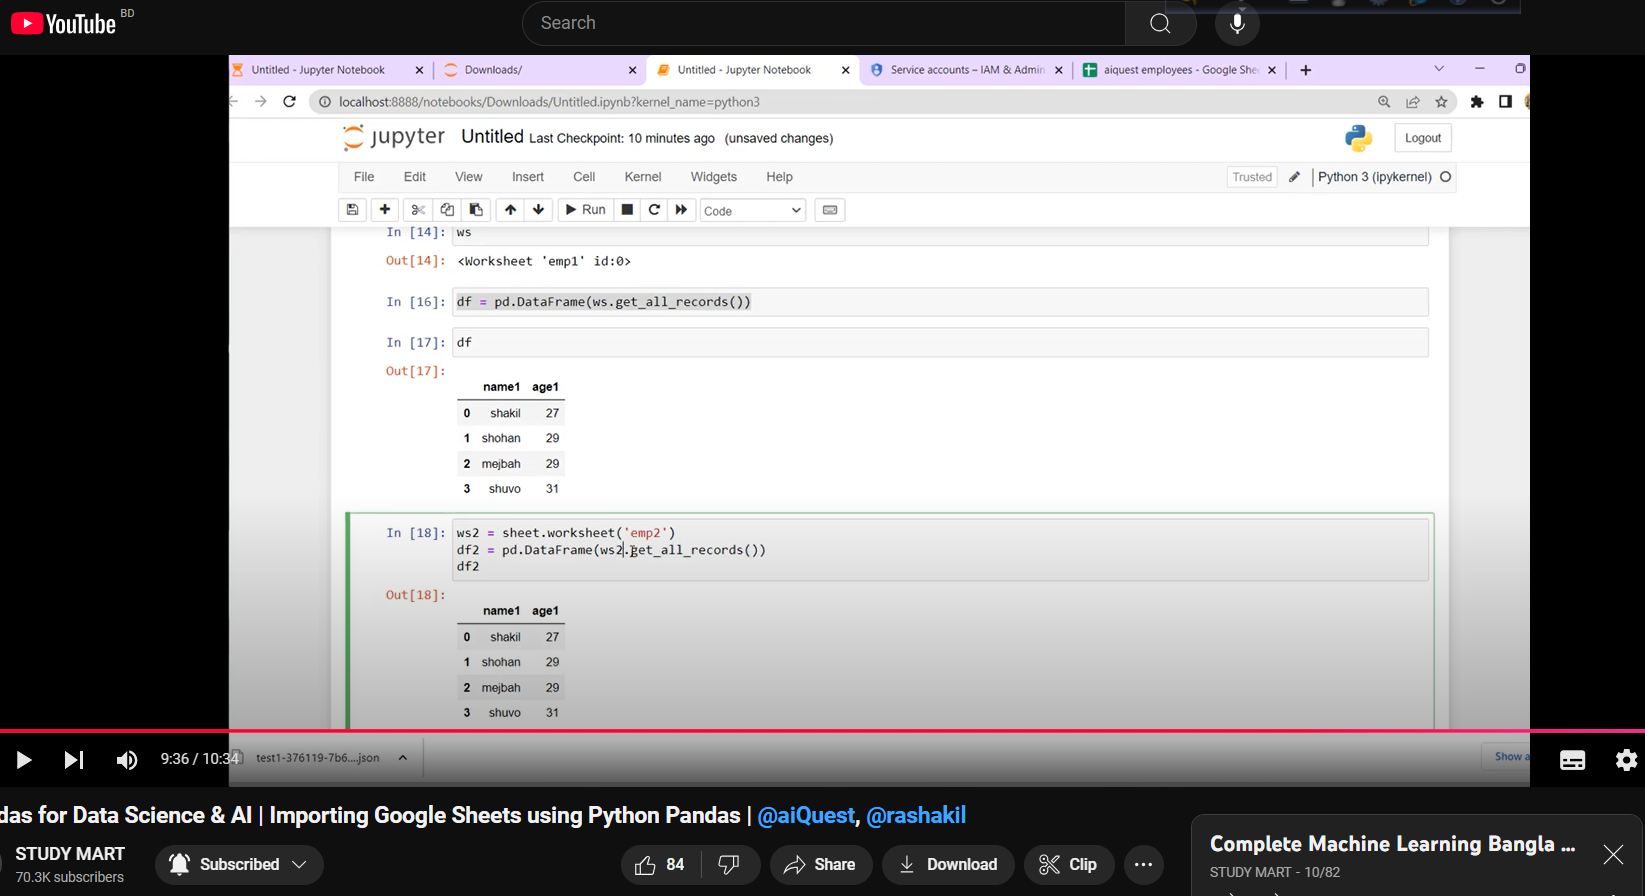 YouTube BD
Search
Untitled - Jupyter Notebook
Downloads/
Untitled - Jupyter Notebook
Service accounts – IAM & Admin
aiquest employees - Google She
localhost:8888/notebooks/Downloads/Untitled.ipynb?kernel_name=python3
jupyter Untitled Last Checkpoint: 10 minutes ago (unsaved changes)
Logout
File Edit View Insert Cell Kernel Widgets Help
Trusted Python 3 (ipykernel)
Run Code
In [14]: ws
Out[14]: <Worksheet 'emp1' id:0>
In [16]: df = pd.DataFrame(ws.get_all_records())
In [17]: df
Out[17]:
name1 age1
0 shakil 27
1 shohan 29
2 mejbah 29
3 shuvo 31
In [18]: ws2 = sheet.worksheet('emp2')
df2 = pd.DataFrame(ws2.get_all_records())
df2
Out[18]:
name1 age1
0 shakil 27
1 shohan 29
2 mejbah 29
3 shuvo 31
9:36 / 10:34
test1-376119-7b6....json
Show a
das for Data Science & AI | Importing Google Sheets using Python Pandas | @aiQuest, @rashakil
STUDY MART
70.3K subscribers
Subscribed
84
Share
Download
Clip
Complete Machine Learning Bangla ...
STUDY MART - 10/82